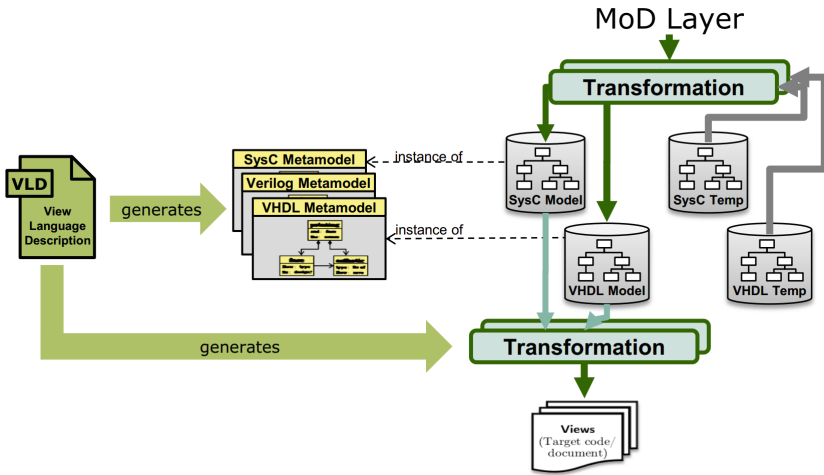 MoD Layer
Transformation
SysC Metamodel
instance of
SysC Model
SysC Temp
VLD
View
Language
Description
generates
Verilog Metamodel
VHDL Metamodel
instance of
VHDL Model
VHDL Temp
generates
Transformation
Views
(Target code/
document)